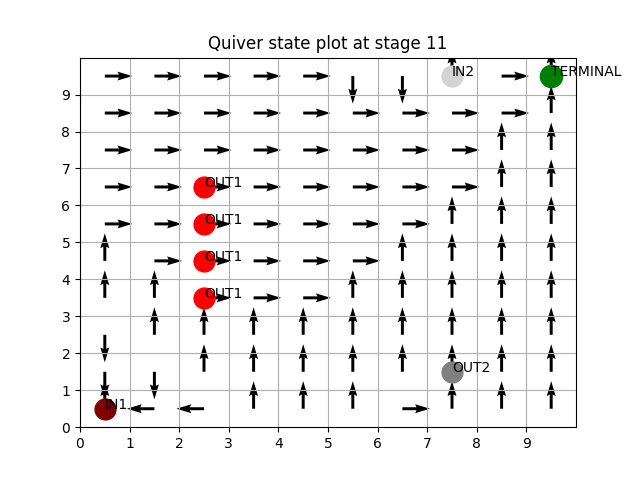 Quiver state plot at stage 11
IN2
TERMINAL
9
8
7
OUT1
6
OUT1
5
OUT1
4
OUT1
3
2
OUT2
1
IN1
0
0 1 2 3 4 5 6 7 8 9